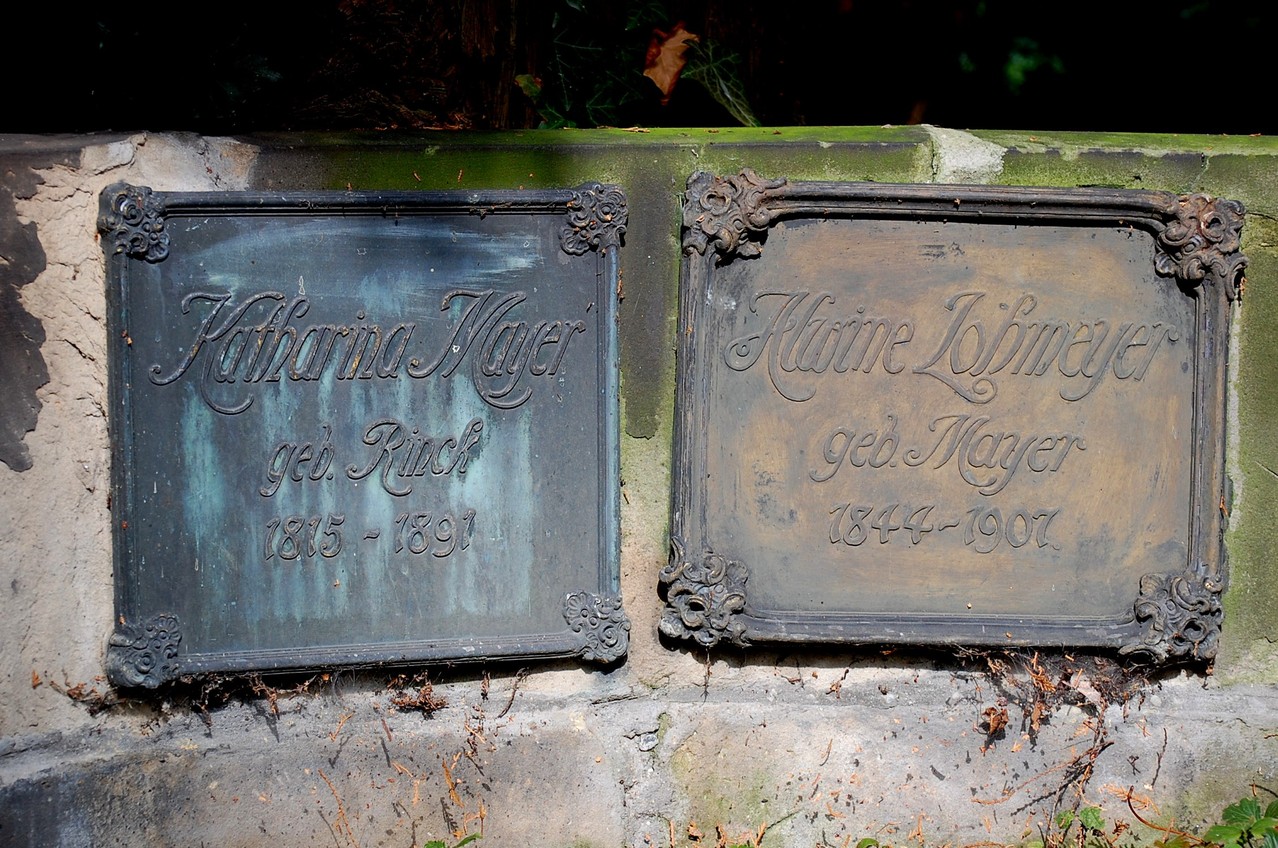 Katharina Mayer
geb. Rinck
1815 - 1891
Alwine Lohmeyer
geb. Mayer
1844 - 1907